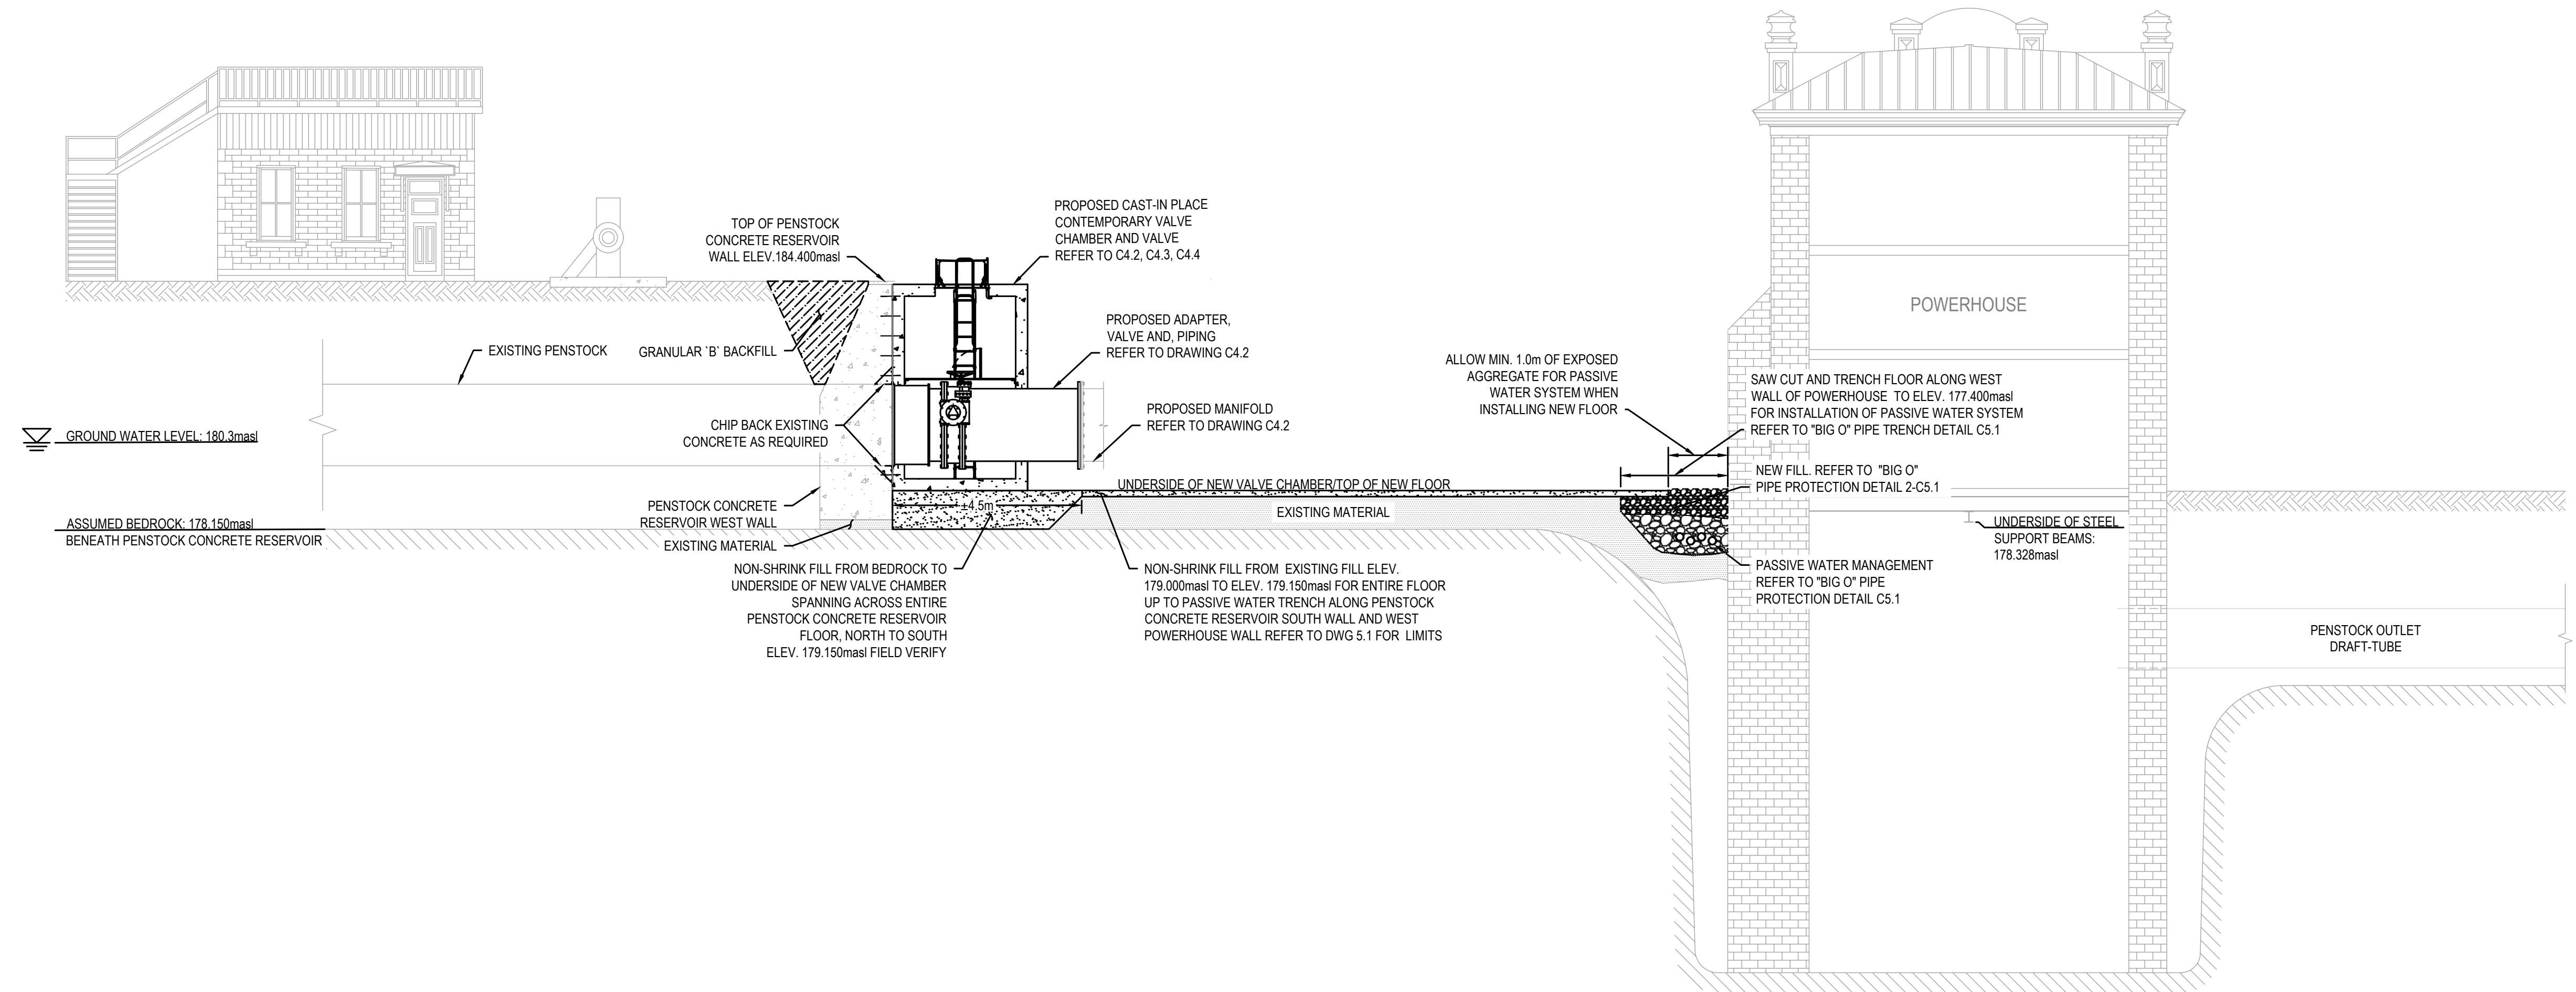 TOP OF PENSTOCK
CONCRETE RESERVOIR
WALL ELEV.184.400masl
PROPOSED CAST-IN PLACE
CONTEMPORARY VALVE
CHAMBER AND VALVE
REFER TO C4.2, C4.3, C4.4
POWERHOUSE
PROPOSED ADAPTER,
VALVE AND, PIPING
REFER TO DRAWING C4.2
EXISTING PENSTOCK
GRANULAR `B` BACKFILL
ALLOW MIN. 1.0m OF EXPOSED
AGGREGATE FOR PASSIVE
WATER SYSTEM WHEN
INSTALLING NEW FLOOR
SAW CUT AND TRENCH FLOOR ALONG WEST
WALL OF POWERHOUSE TO ELEV. 177.400masl
FOR INSTALLATION OF PASSIVE WATER SYSTEM
REFER TO "BIG O" PIPE TRENCH DETAIL C5.1
PROPOSED MANIFOLD
REFER TO DRAWING C4.2
CHIP BACK EXISTING
CONCRETE AS REQUIRED
GROUND WATER LEVEL: 180.3masl
NEW FILL. REFER TO "BIG O"
PIPE PROTECTION DETAIL 2-C5.1
UNDERSIDE OF NEW VALVE CHAMBER/TOP OF NEW FLOOR
PENSTOCK CONCRETE
RESERVOIR WEST WALL
±4.5m
EXISTING MATERIAL
ASSUMED BEDROCK: 178.150masl
BENEATH PENSTOCK CONCRETE RESERVOIR
UNDERSIDE OF STEEL
SUPPORT BEAMS:
178.328masl
EXISTING MATERIAL
NON-SHRINK FILL FROM BEDROCK TO
UNDERSIDE OF NEW VALVE CHAMBER
SPANNING ACROSS ENTIRE
PENSTOCK CONCRETE RESERVOIR
FLOOR, NORTH TO SOUTH
ELEV. 179.150masl FIELD VERIFY
NON-SHRINK FILL FROM EXISTING FILL ELEV.
179.000masl TO ELEV. 179.150masl FOR ENTIRE FLOOR
UP TO PASSIVE WATER TRENCH ALONG PENSTOCK
CONCRETE RESERVOIR SOUTH WALL AND WEST
POWERHOUSE WALL REFER TO DWG 5.1 FOR LIMITS
PASSIVE WATER MANAGEMENT
REFER TO "BIG O" PIPE
PROTECTION DETAIL C5.1
PENSTOCK OUTLET
DRAFT-TUBE